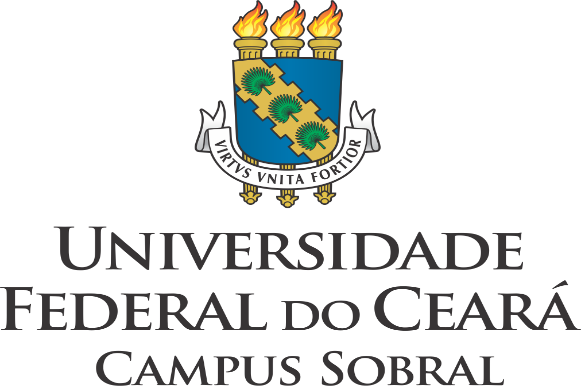 VIRTVS VNITA FORTIOR
UNIVERSIDADE
FEDERAL DO CEARÁ
CAMPUS SOBRAL